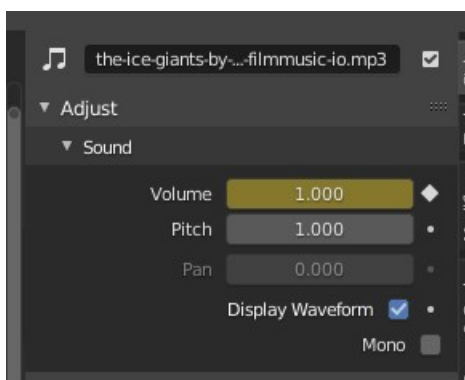 the-ice-giants-by-...-filmmusic-io.mp3
Adjust
Sound
Volume 1.000
Pitch 1.000
Pan 0.000
Display Waveform
Mono